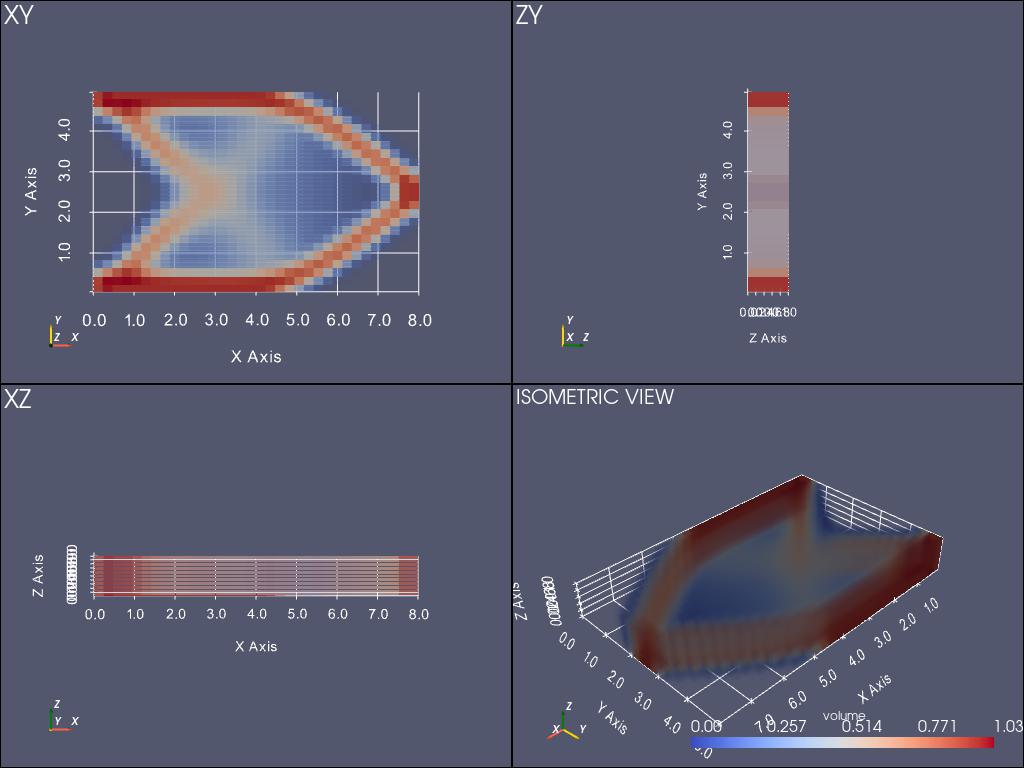 XY
4.0
3.0
2.0
1.0
Y Axis
0.0 1.0 2.0 3.0 4.0 5.0 6.0 7.0 8.0
X Axis
Y
Z X
ZY
4.0
3.0
2.0
1.0
Y Axis
Z Axis
Y
X Z
XZ
Z Axis
0.0 1.0 2.0 3.0 4.0 5.0 6.0 7.0 8.0
X Axis
Z
Y X
ISOMETRIC VIEW
Z Axis
0.0 1.0 2.0 3.0 4.0
Y Axis
1.0
2.0
3.0
4.0
5.0
6.0
7.0
X Axis
Z
X Y
volume
0.00 0.257 0.514 0.771 1.03